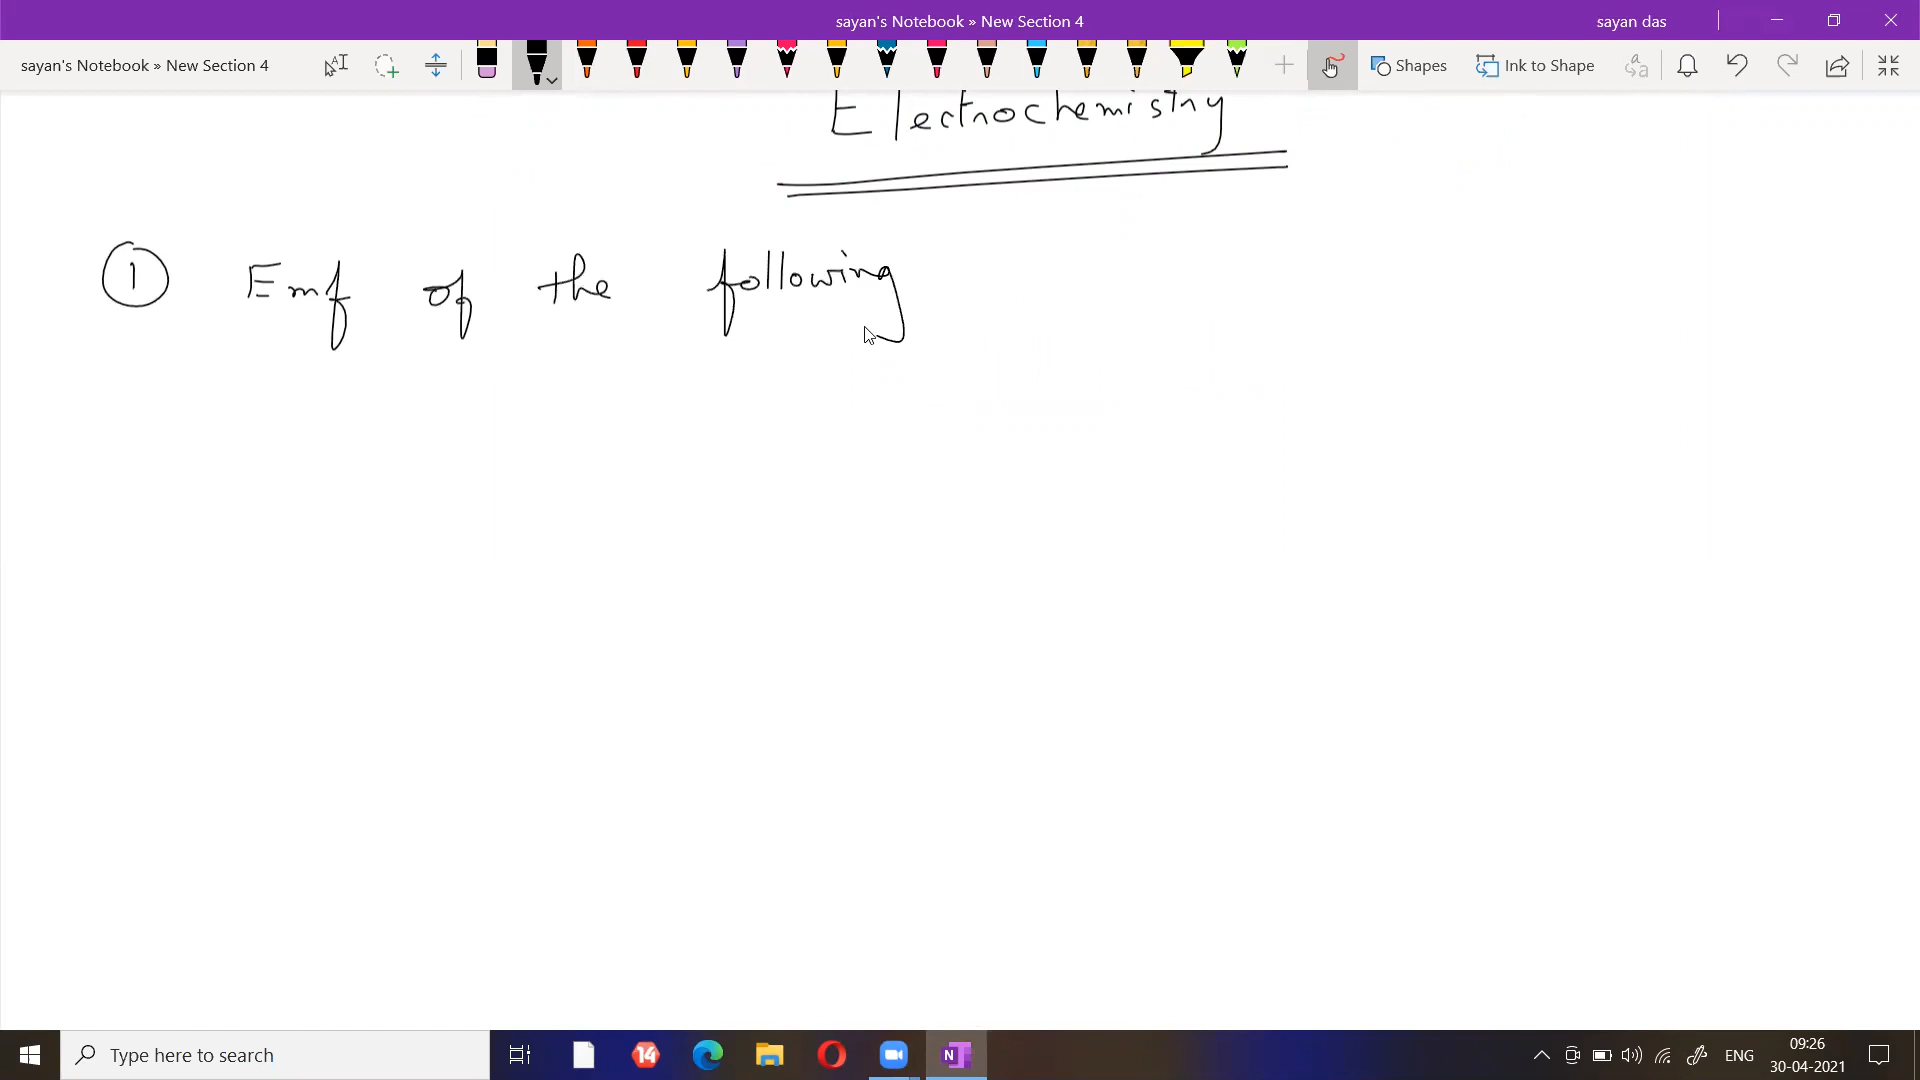 sayan's Notebook » New Section 4
sayan das
sayan's Notebook » New Section 4
Shapes
Ink to Shape
Electrochemistry
1 Emf of the following
Type here to search
14
N
ENG
09:26
30-04-2021